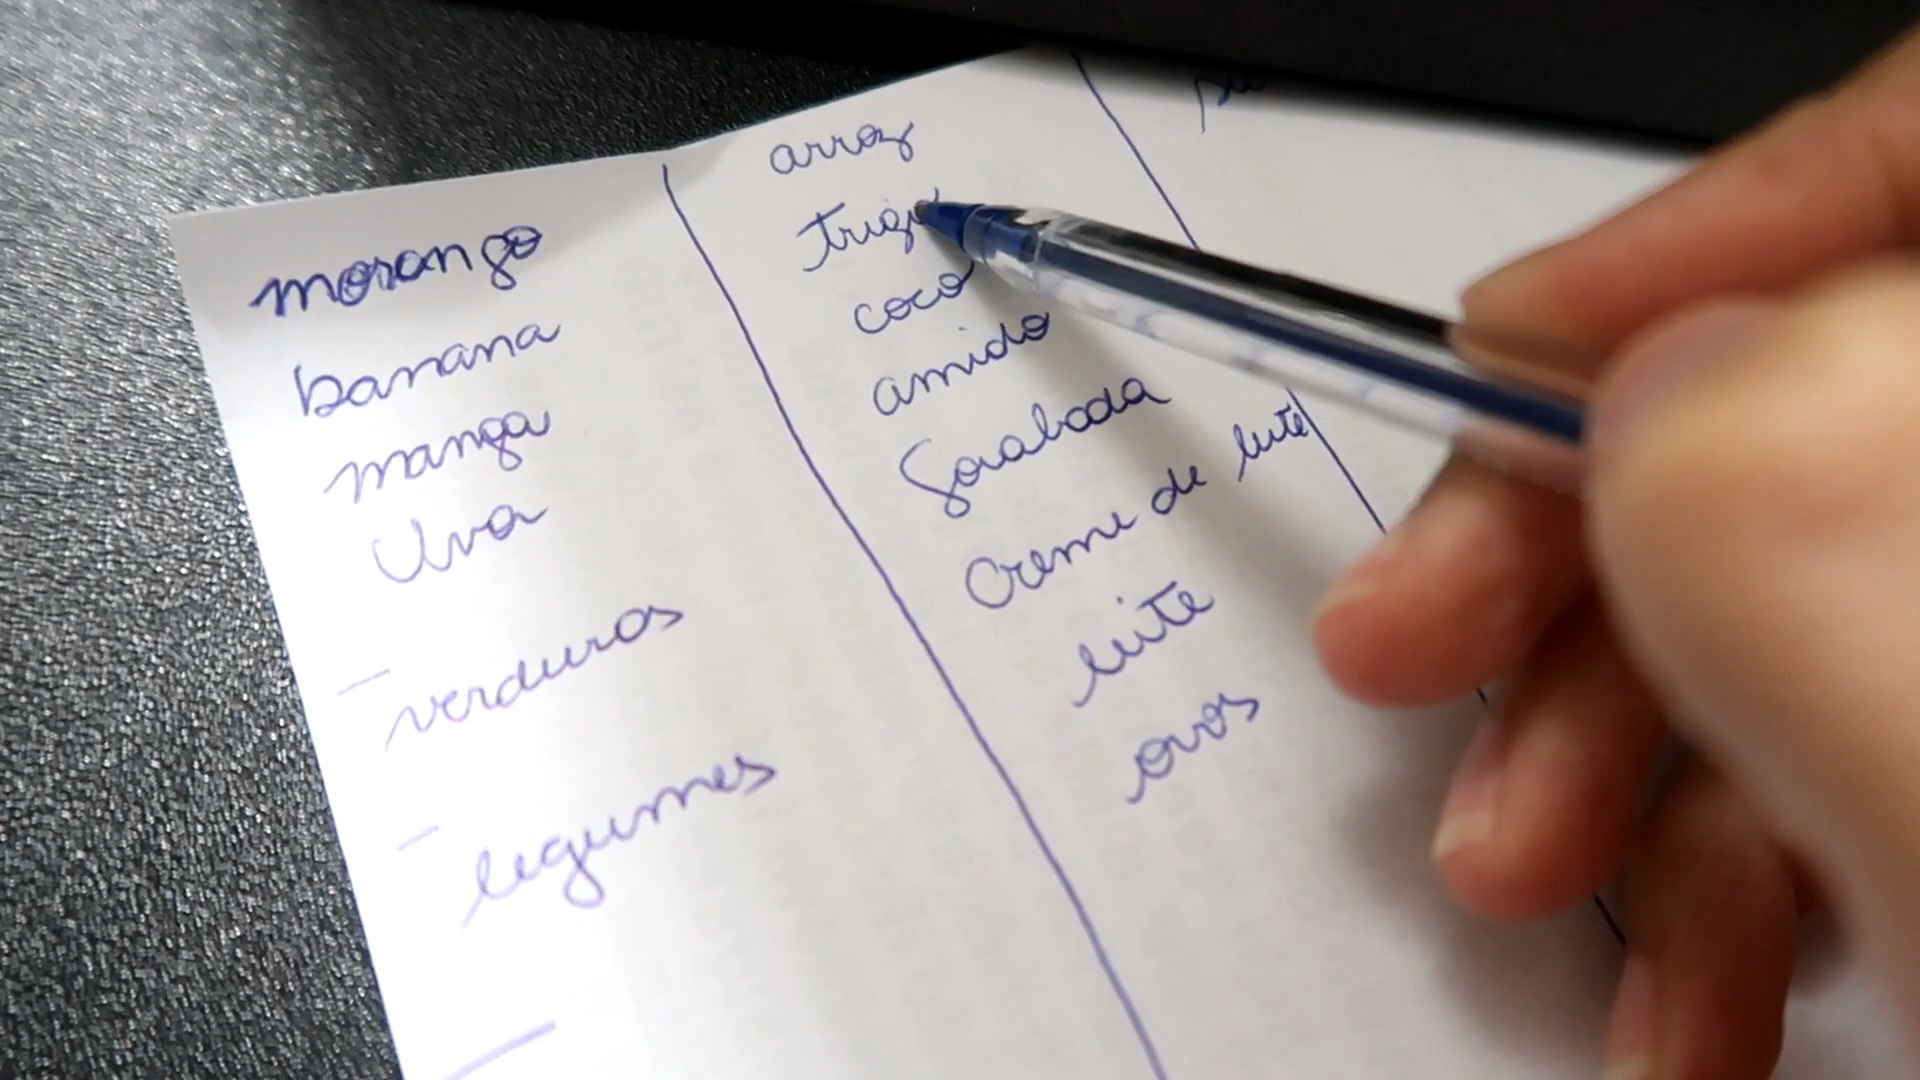 morango
banana
manga
Uva
- verduras
- legumes
arroz
trigo
coco
amido
Goiabada
Creme de leite
leite
ovos